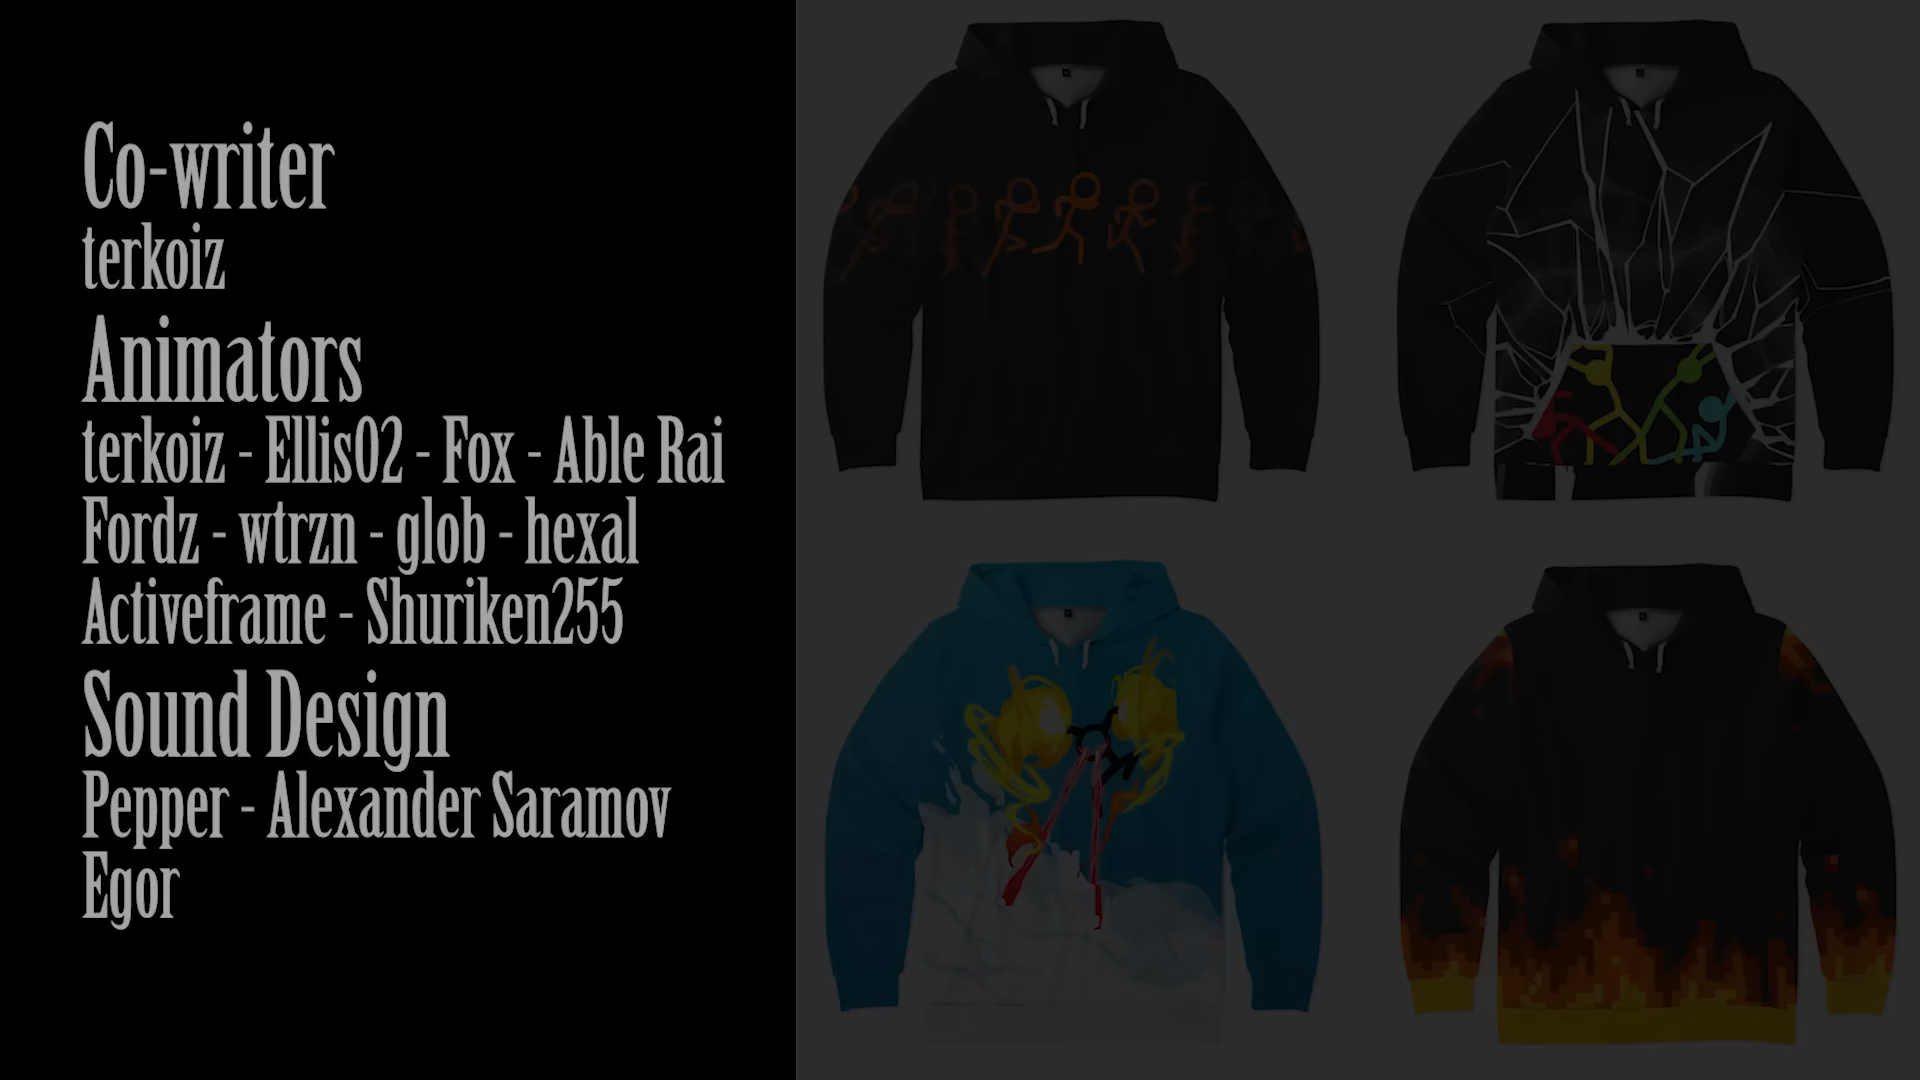 Co-writer
terkoiz
Animators
terkoiz - Ellis02 - Fox - Able Rai
Fordz - wtrzn - glob - hexal
Activeframe - Shuriken255
Sound Design
Pepper - Alexander Saramov
Egor